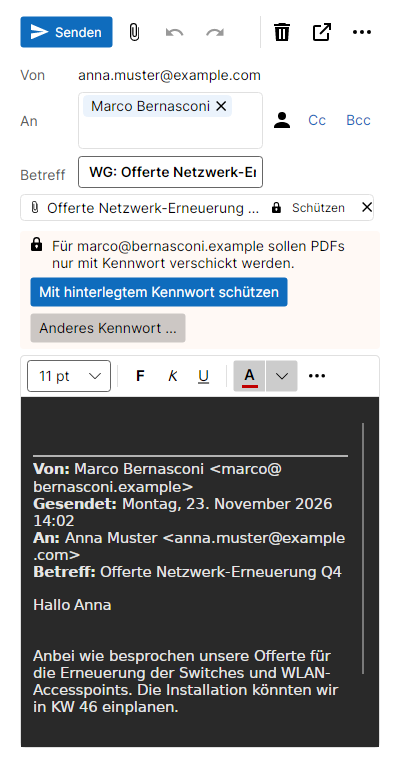 Senden
Von anna.muster@example.com
An Marco Bernasconi Cc Bcc
Betreff WG: Offerte Netzwerk-Er
Offerte Netzwerk-Erneuerung ... Schützen
Für marco@bernasconi.example sollen PDFs
nur mit Kennwort verschickt werden.
Mit hinterlegtem Kennwort schützen
Anderes Kennwort ...
11 pt F K U A
Von: Marco Bernasconi <marco@
bernasconi.example>
Gesendet: Montag, 23. November 2026
14:02
An: Anna Muster <anna.muster@example
.com>
Betreff: Offerte Netzwerk-Erneuerung Q4
Hallo Anna
Anbei wie besprochen unsere Offerte für
die Erneuerung der Switches und WLAN-
Accesspoints. Die Installation könnten wir
in KW 46 einplanen.